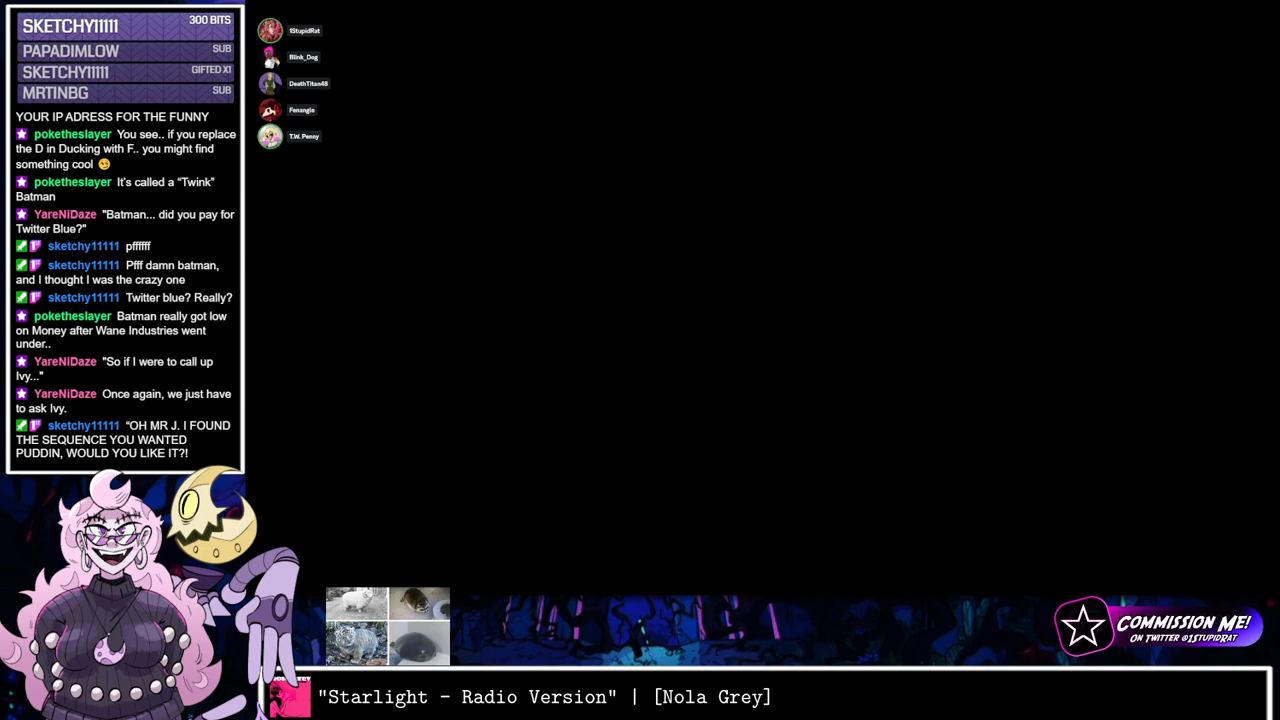 SKETCHY11111 300 BITS
PAPADIMLOW SUB
SKETCHY11111 GIFTED X1
MRTINBG SUB
YOUR IP ADRESS FOR THE FUNNY
poketheslayer You see.. if you replace
the D in Ducking with F.. you might find
something cool 😏
poketheslayer It's called a “Twink”
Batman
YareNiDaze "Batman... did you pay for
Twitter Blue?"
sketchy11111 pffffff
sketchy11111 Pfff damn batman,
and I thought I was the crazy one
sketchy11111 Twitter blue? Really?
poketheslayer Batman really got low
on Money after Wane Industries went
under..
YareNiDaze "So if I were to call up
Ivy..."
YareNiDaze Once again, we just have
to ask Ivy.
sketchy11111 “OH MR J. I FOUND
THE SEQUENCE YOU WANTED
PUDDIN, WOULD YOU LIKE IT?!
1StupidRat
Blink_Dog
DeathTitan48
Fenangle
T.W. Penny
COMMISSION ME!
ON TWITTER @1STUPIDRAT
"Starlight - Radio Version" | [Nola Grey]